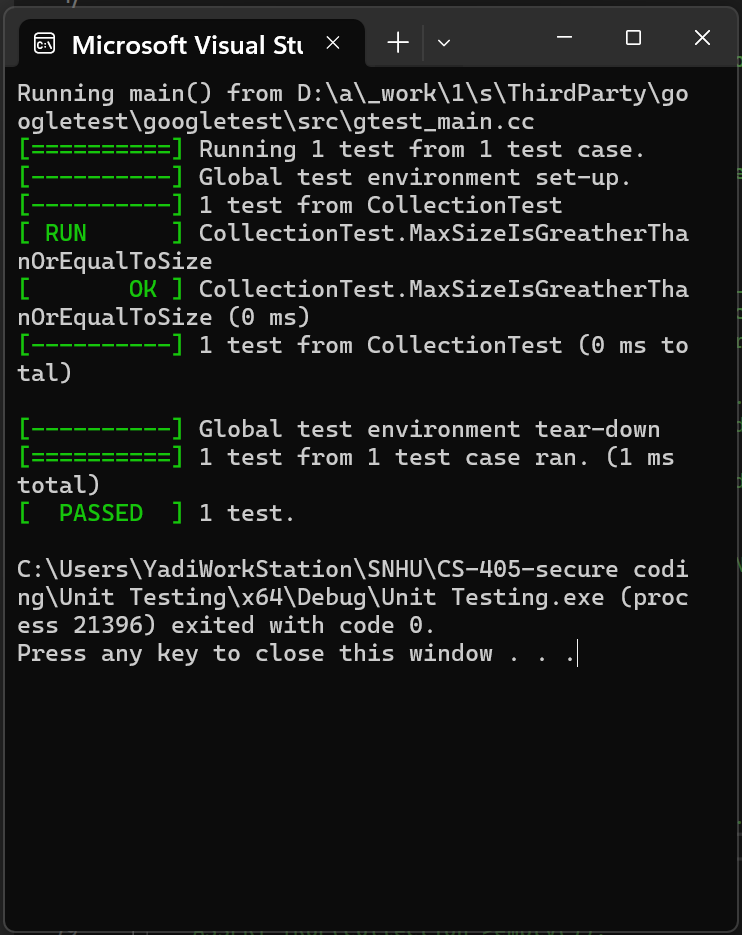 Microsoft Visual Stu
Running main() from D:\a\_work\1\s\ThirdParty\go
ogletest\googletest\src\gtest_main.cc
[==========] Running 1 test from 1 test case.
[----------] Global test environment set-up.
[----------] 1 test from CollectionTest
[ RUN      ] CollectionTest.MaxSizeIsGreatherTha
nOrEqualToSize
[       OK ] CollectionTest.MaxSizeIsGreatherTha
nOrEqualToSize (0 ms)
[----------] 1 test from CollectionTest (0 ms to
tal)
[----------] Global test environment tear-down
[==========] 1 test from 1 test case ran. (1 ms
total)
[  PASSED  ] 1 test.
C:\Users\YadiWorkStation\SNHU\CS-405-secure codi
ng\Unit Testing\x64\Debug\Unit Testing.exe (proc
ess 21396) exited with code 0.
Press any key to close this window . . .